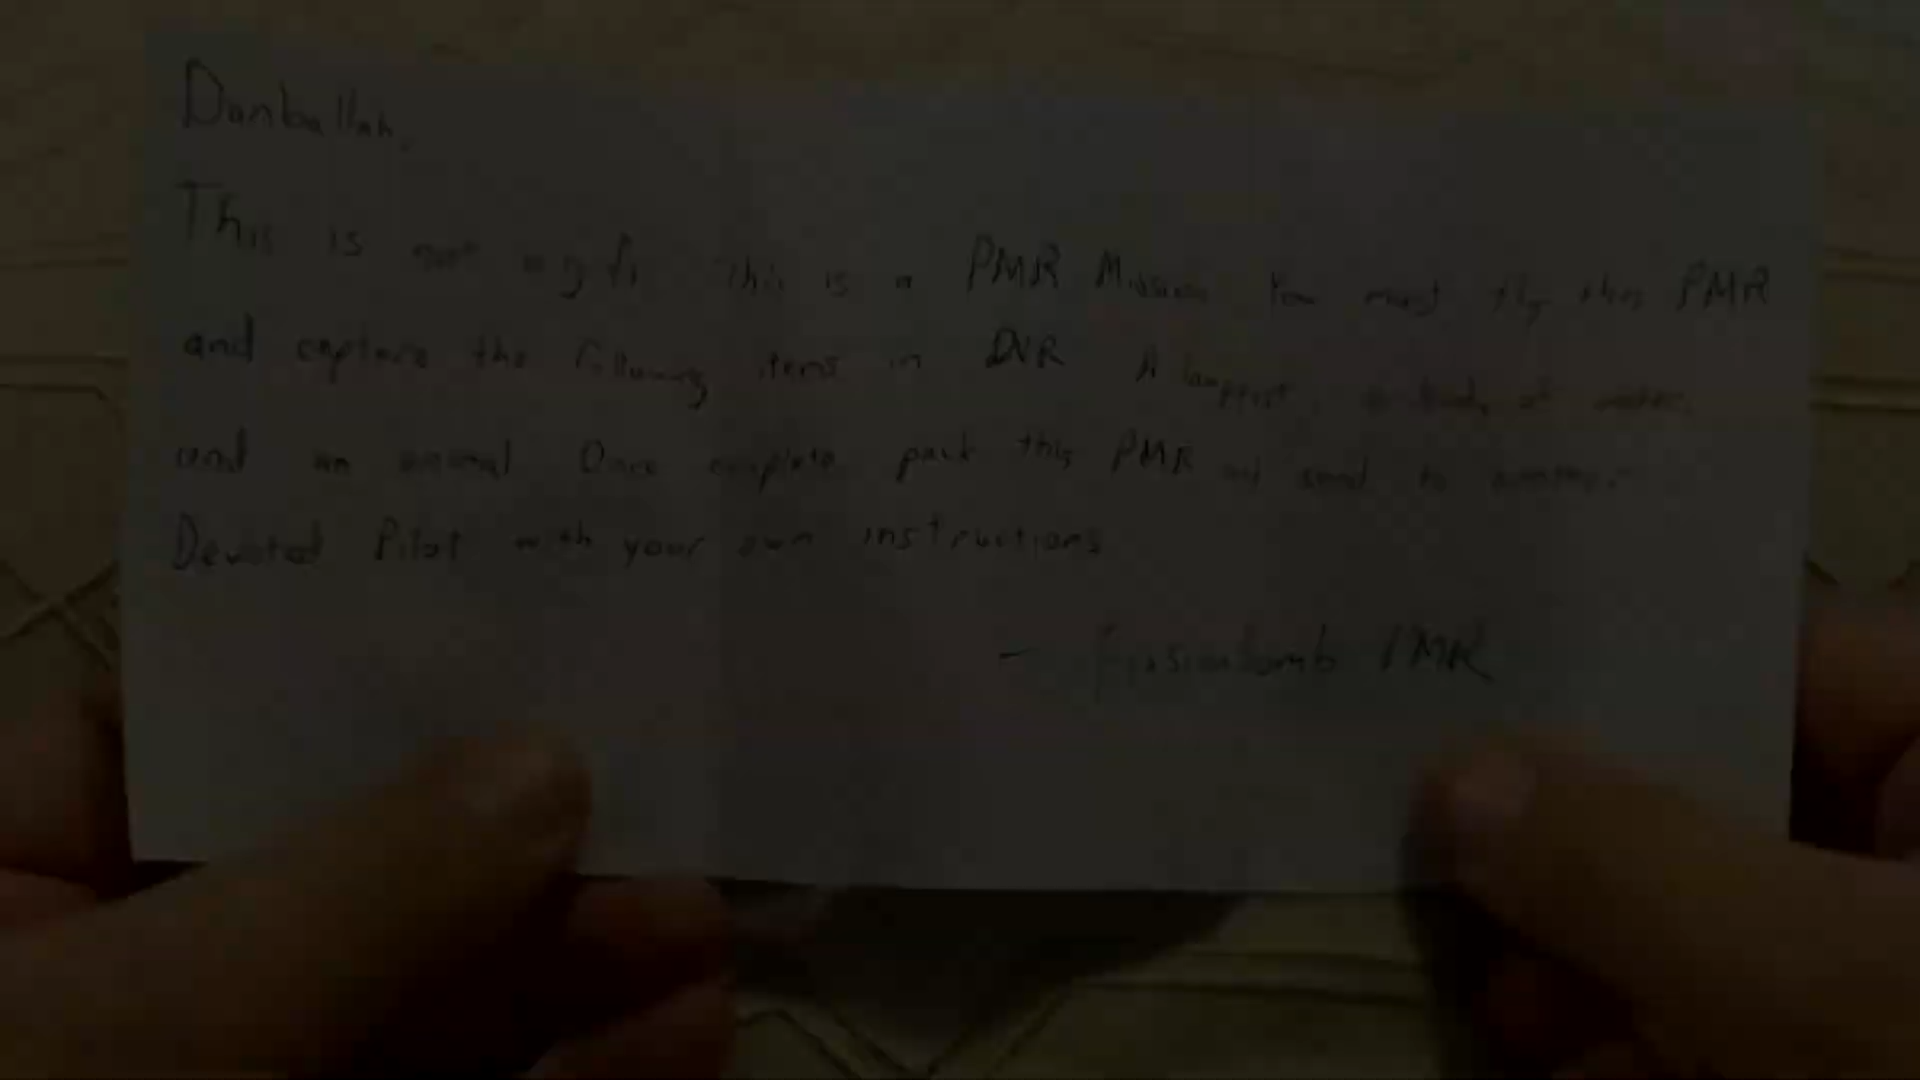 Damballah,
This is not a gift This is a PMR Mission You must fly this PMR
and capture the following items in DVR A lamppost, a body of water,
and an animal Once complete pack this PMR and send to another
Devoted Pilot with your own instructions
- PMR